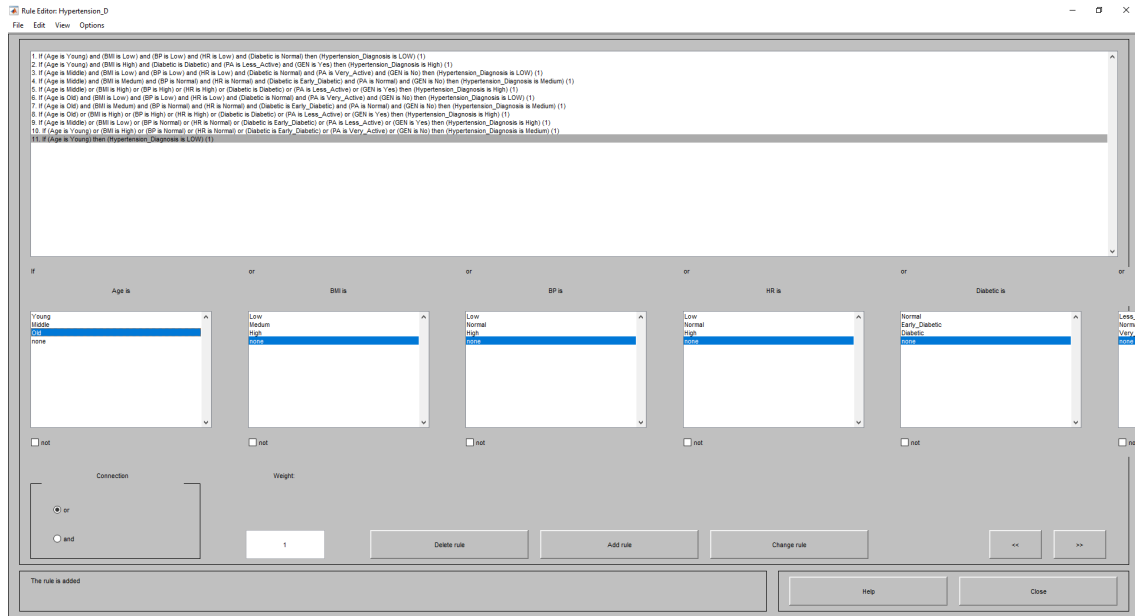 Rule Editor: Hypertension_D
File Edit View Options
1. If (Age is Young) and (BMI is Low) and (BP is Low) and (HR is Low) and (Diabetic is Normal) then (Hypertension_Diagnosis is LOW) (1)
2. If (Age is Young) and (BMI is High) and (Diabetic is Diabetic) and (PA is Less_Active) and (GEN is Yes) then (Hypertension_Diagnosis is High) (1)
3. If (Age is Middle) and (BMI is Low) and (BP is Low) and (HR is Low) and (Diabetic is Normal) and (PA is Very_Active) and (GEN is No) then (Hypertension_Diagnosis is LOW) (1)
4. If (Age is Middle) and (BMI is Medum) and (BP is Normal) and (HR is Normal) and (Diabetic is Early_Diabetic) and (PA is Normal) and (GEN is No) then (Hypertension_Diagnosis is Medium) (1)
5. If (Age is Middle) or (BMI is High) or (BP is High) or (HR is High) or (Diabetic is Diabetic) or (PA is Less_Active) or (GEN is Yes) then (Hypertension_Diagnosis is High) (1)
6. If (Age is Old) and (BMI is Low) and (BP is Low) and (HR is Low) and (Diabetic is Normal) and (PA is Very_Active) and (GEN is No) then (Hypertension_Diagnosis is LOW) (1)
7. If (Age is Old) and (BMI is Medum) and (BP is Normal) and (HR is Normal) and (Diabetic is Early_Diabetic) and (PA is Normal) and (GEN is No) then (Hypertension_Diagnosis is Medium) (1)
8. If (Age is Old) or (BMI is High) or (BP is High) or (HR is High) or (Diabetic is Diabetic) or (PA is Less_Active) or (GEN is Yes) then (Hypertension_Diagnosis is High) (1)
9. If (Age is Middle) or (BMI is Low) or (BP is Normal) or (HR is Normal) or (Diabetic is Early_Diabetic) or (PA is Less_Active) or (GEN is Yes) then (Hypertension_Diagnosis is High) (1)
10. If (Age is Young) or (BMI is High) or (BP is Normal) or (HR is Normal) or (Diabetic is Early_Diabetic) or (PA is Very_Active) or (GEN is No) then (Hypertension_Diagnosis is Medium) (1)
11. If (Age is Young) then (Hypertension_Diagnosis is LOW) (1)
If or or or or or
Age is BMI is BP is HR is Diabetic is
Young Low Low Low Normal Less_
Middle Medum Normal Normal Early_Diabetic Norma
Old High High High Diabetic Very_
none none none none none none
not not not not not no
Connection Weight:
or
and 1 Delete rule Add rule Change rule << >>
The rule is added Help Close